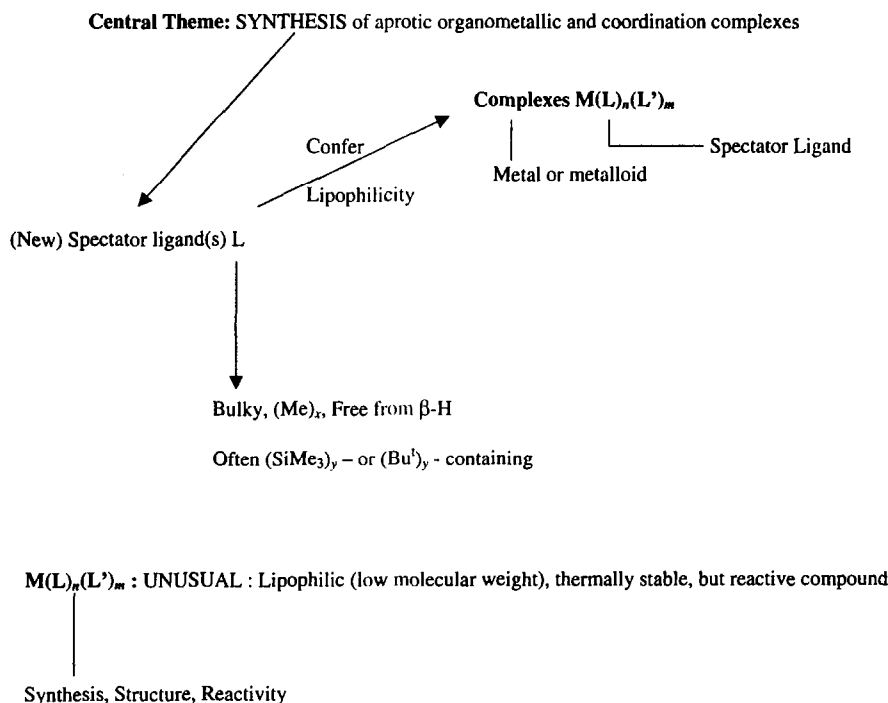 Central Theme: SYNTHESIS of aprotic organometallic and coordination complexes
Complexes M(L)ₙ(L’)ₘ
Confer
Spectator Ligand
Metal or metalloid
Lipophilicity
(New) Spectator ligand(s) L
Bulky, (Me)ₓ, Free from β-H
Often (SiMe₃)y – or (Buᵗ)y - containing
M(L)ₙ(L’)ₘ : UNUSUAL : Lipophilic (low molecular weight), thermally stable, but reactive compound
Synthesis, Structure, Reactivity